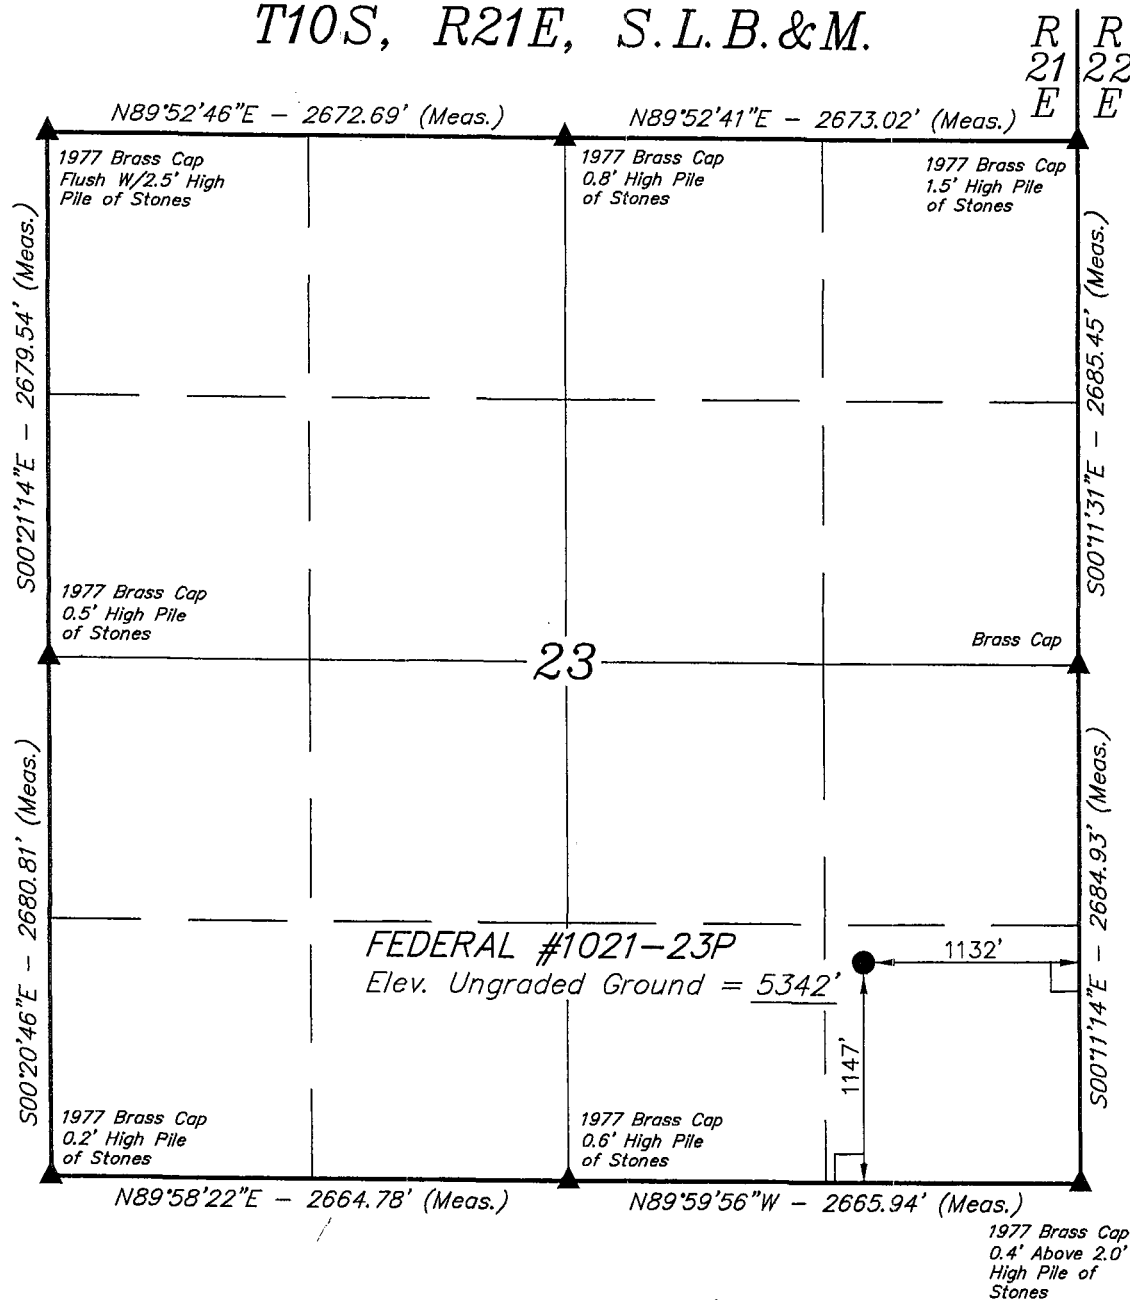 T10S, R21E, S.L.B.&M.
R R
21 22
E E
N89°52'46"E - 2672.69' (Meas.)
N89°52'41"E - 2673.02' (Meas.)
1977 Brass Cap
Flush W/2.5' High
Pile of Stones
1977 Brass Cap
0.8' High Pile
of Stones
1977 Brass Cap
1.5' High Pile
of Stones
S00°21'14"E - 2679.54' (Meas.)
S00°11'31"E - 2685.45' (Meas.)
1977 Brass Cap
0.5' High Pile
of Stones
23
Brass Cap
S00°20'46"E - 2680.81' (Meas.)
S00°11'14"E - 2684.93' (Meas.)
FEDERAL #1021-23P
Elev. Ungraded Ground = 5342'
1132'
1147'
1977 Brass Cap
0.2' High Pile
of Stones
1977 Brass Cap
0.6' High Pile
of Stones
N89°58'22"E - 2664.78' (Meas.)
N89°59'56"W - 2665.94' (Meas.)
1977 Brass Cap
0.4' Above 2.0'
High Pile of
Stones